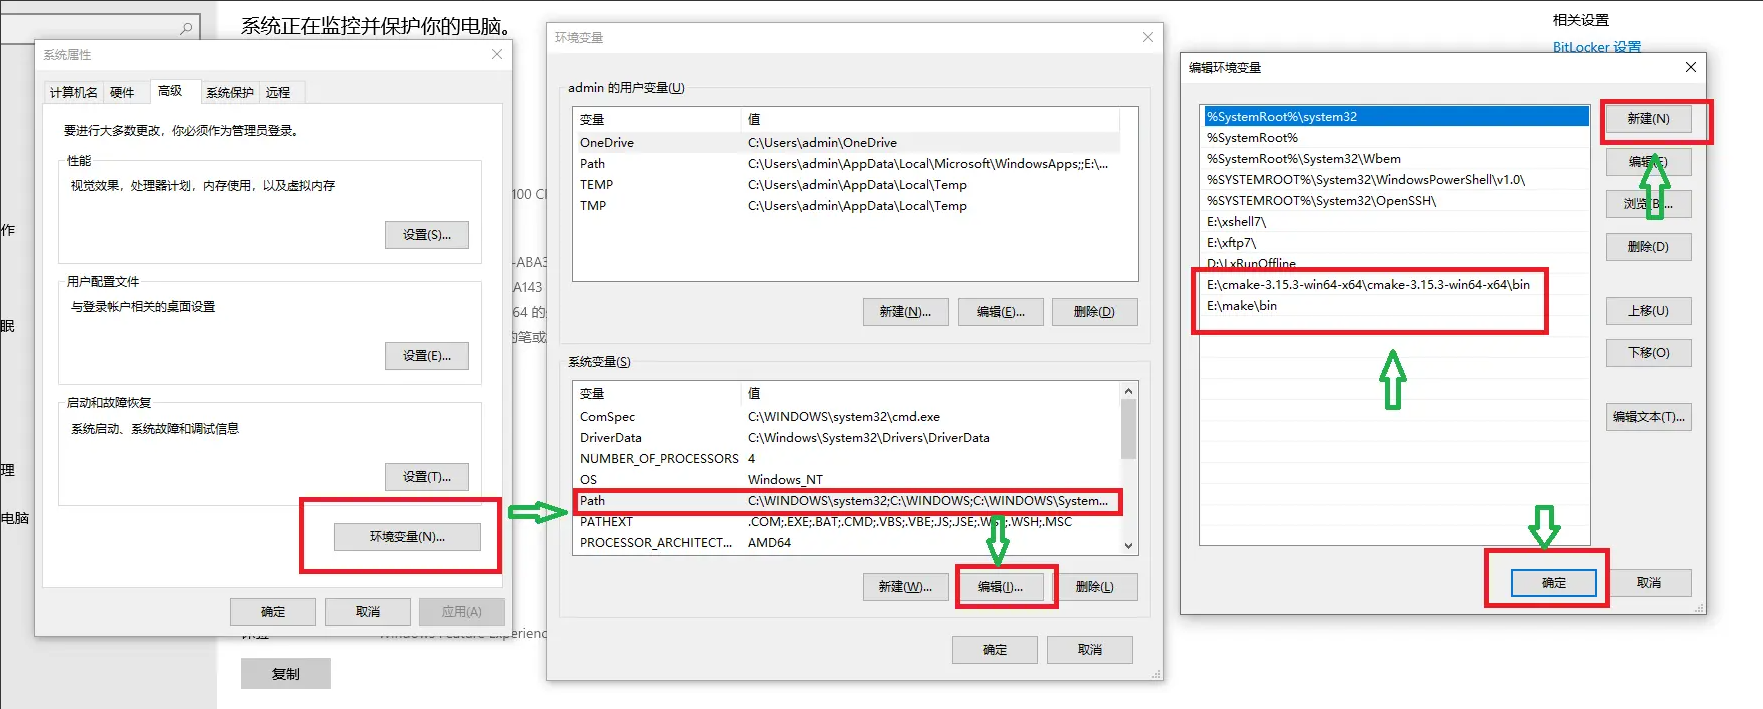 系统正在监控并保护你的电脑。
相关设置
BitLocker 设置
作
眠
理
电脑
复制
系统属性
计算机名
硬件
高级
系统保护
远程
要进行大多数更改，你必须作为管理员登录。
性能
视觉效果，处理器计划，内存使用，以及虚拟内存
设置(S)...
用户配置文件
与登录帐户相关的桌面设置
设置(E)...
启动和故障恢复
系统启动、系统故障和调试信息
设置(T)...
环境变量(N)...
确定
取消
应用(A)
100 C
-ABA3
A143
64 的
的笔或
环境变量
admin 的用户变量(U)
变量 值
OneDrive C:\Users\admin\OneDrive
Path C:\Users\admin\AppData\Local\Microsoft\WindowsApps;;E:\...
TEMP C:\Users\admin\AppData\Local\Temp
TMP C:\Users\admin\AppData\Local\Temp
新建(N)...
编辑(E)...
删除(D)
系统变量(S)
变量 值
ComSpec C:\WINDOWS\system32\cmd.exe
DriverData C:\Windows\System32\Drivers\DriverData
NUMBER_OF_PROCESSORS 4
OS Windows_NT
Path C:\WINDOWS\system32;C:\WINDOWS;C:\WINDOWS\System...
PATHEXT .COM;.EXE;.BAT;.CMD;.VBS;.VBE;.JS;.JSE;.WSF;.WSH;.MSC
PROCESSOR_ARCHITECT... AMD64
新建(W)...
编辑(I)...
删除(L)
确定
取消
编辑环境变量
%SystemRoot%\system32
%SystemRoot%
%SystemRoot%\System32\Wbem
%SYSTEMROOT%\System32\WindowsPowerShell\v1.0\
%SYSTEMROOT%\System32\OpenSSH\
E:\xshell7\
E:\xftp7\
D:\LxRunOffline
E:\cmake-3.15.3-win64-x64\cmake-3.15.3-win64-x64\bin
E:\make\bin
新建(N)
编辑(E)
浏览(B)...
删除(D)
上移(U)
下移(O)
编辑文本(T)...
确定
取消